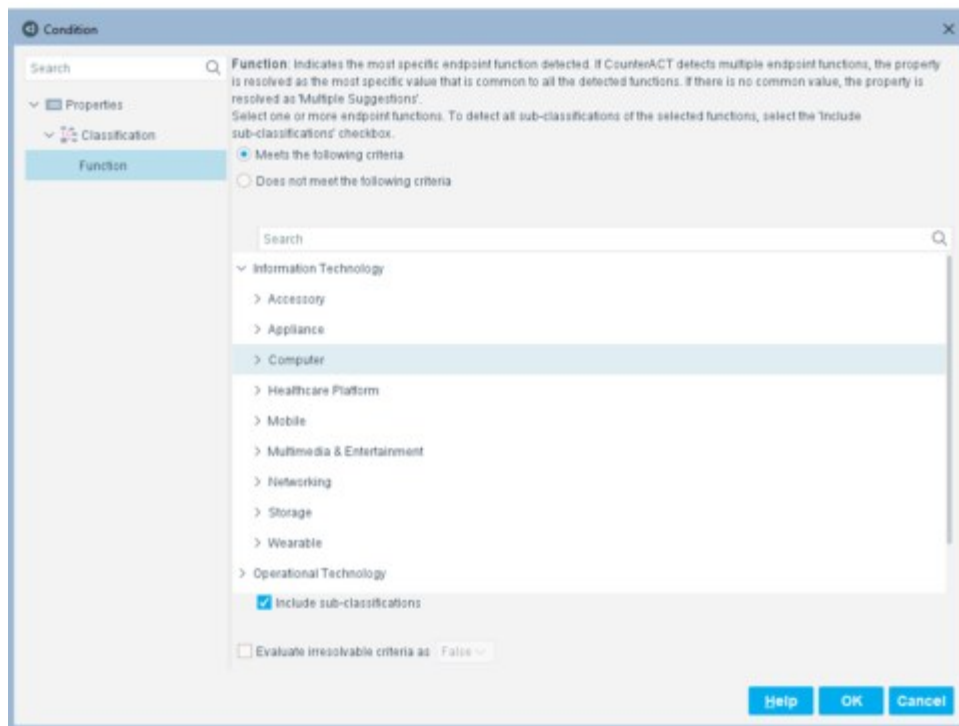 Condition
Search
Properties
Classification
Function
Function: Indicates the most specific endpoint function detected. If CounterACT detects multiple endpoint functions, the property
is resolved as the most specific value that is common to all the detected functions. If there is no common value, the property is
resolved as 'Multiple Suggestions'.
Select one or more endpoint functions. To detect all sub-classifications of the selected functions, select the 'Include
sub-classifications' checkbox.
Meets the following criteria
Does not meet the following criteria
Search
Information Technology
Accessory
Appliance
Computer
Healthcare Platform
Mobile
Multimedia & Entertainment
Networking
Storage
Wearable
Operational Technology
Include sub-classifications
Evaluate irresolvable criteria as False
Help OK Cancel